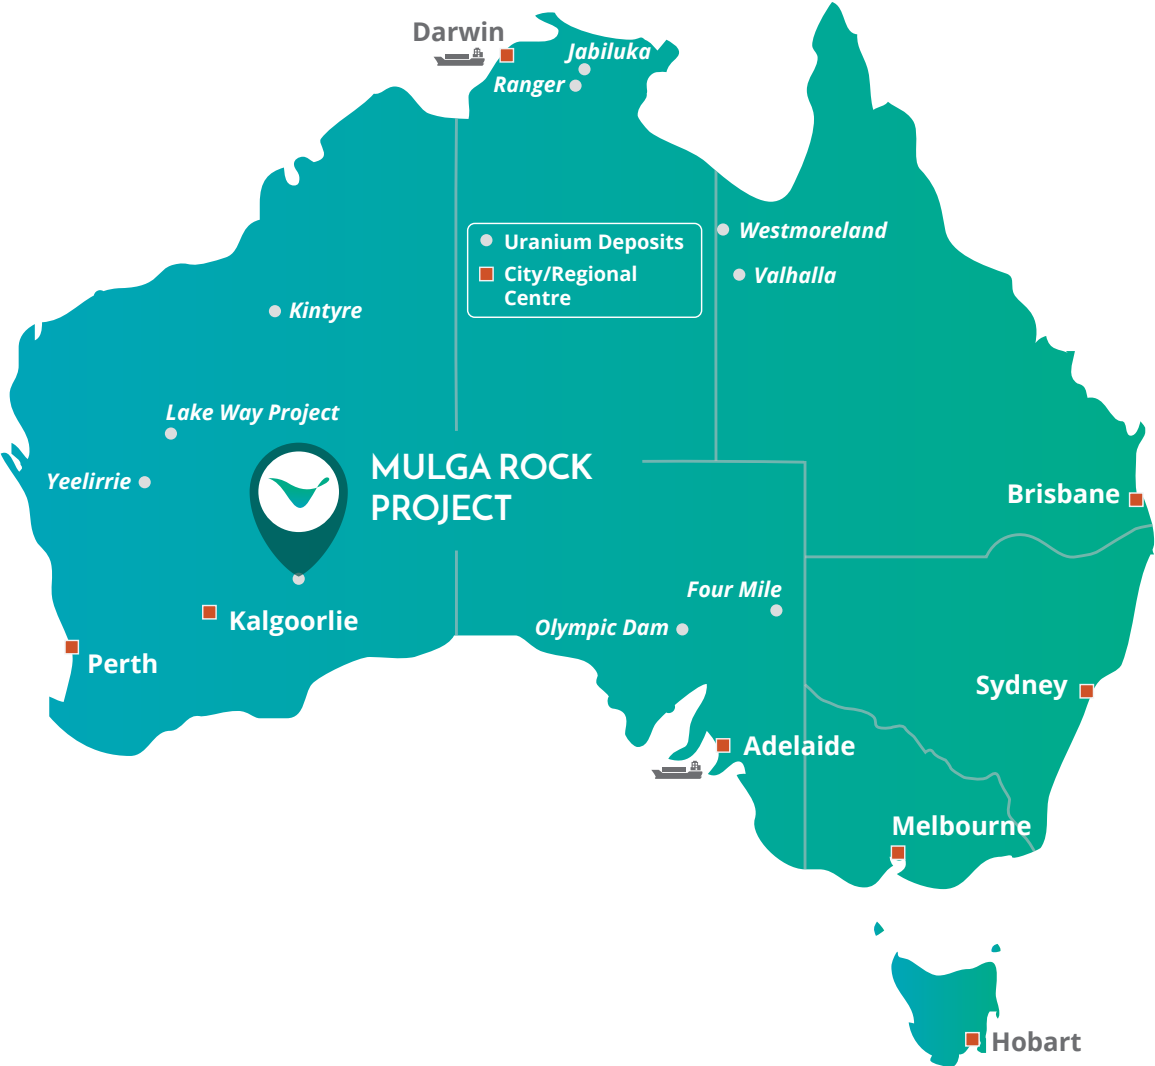 Darwin
Jabiluka
Ranger
Westmoreland
Uranium Deposits
City/Regional
Centre
Valhalla
Kintyre
Lake Way Project
MULGA ROCK
PROJECT
Yeelirrie
Brisbane
Four Mile
Kalgoorlie
Olympic Dam
Perth
Sydney
Adelaide
Melbourne
Hobart